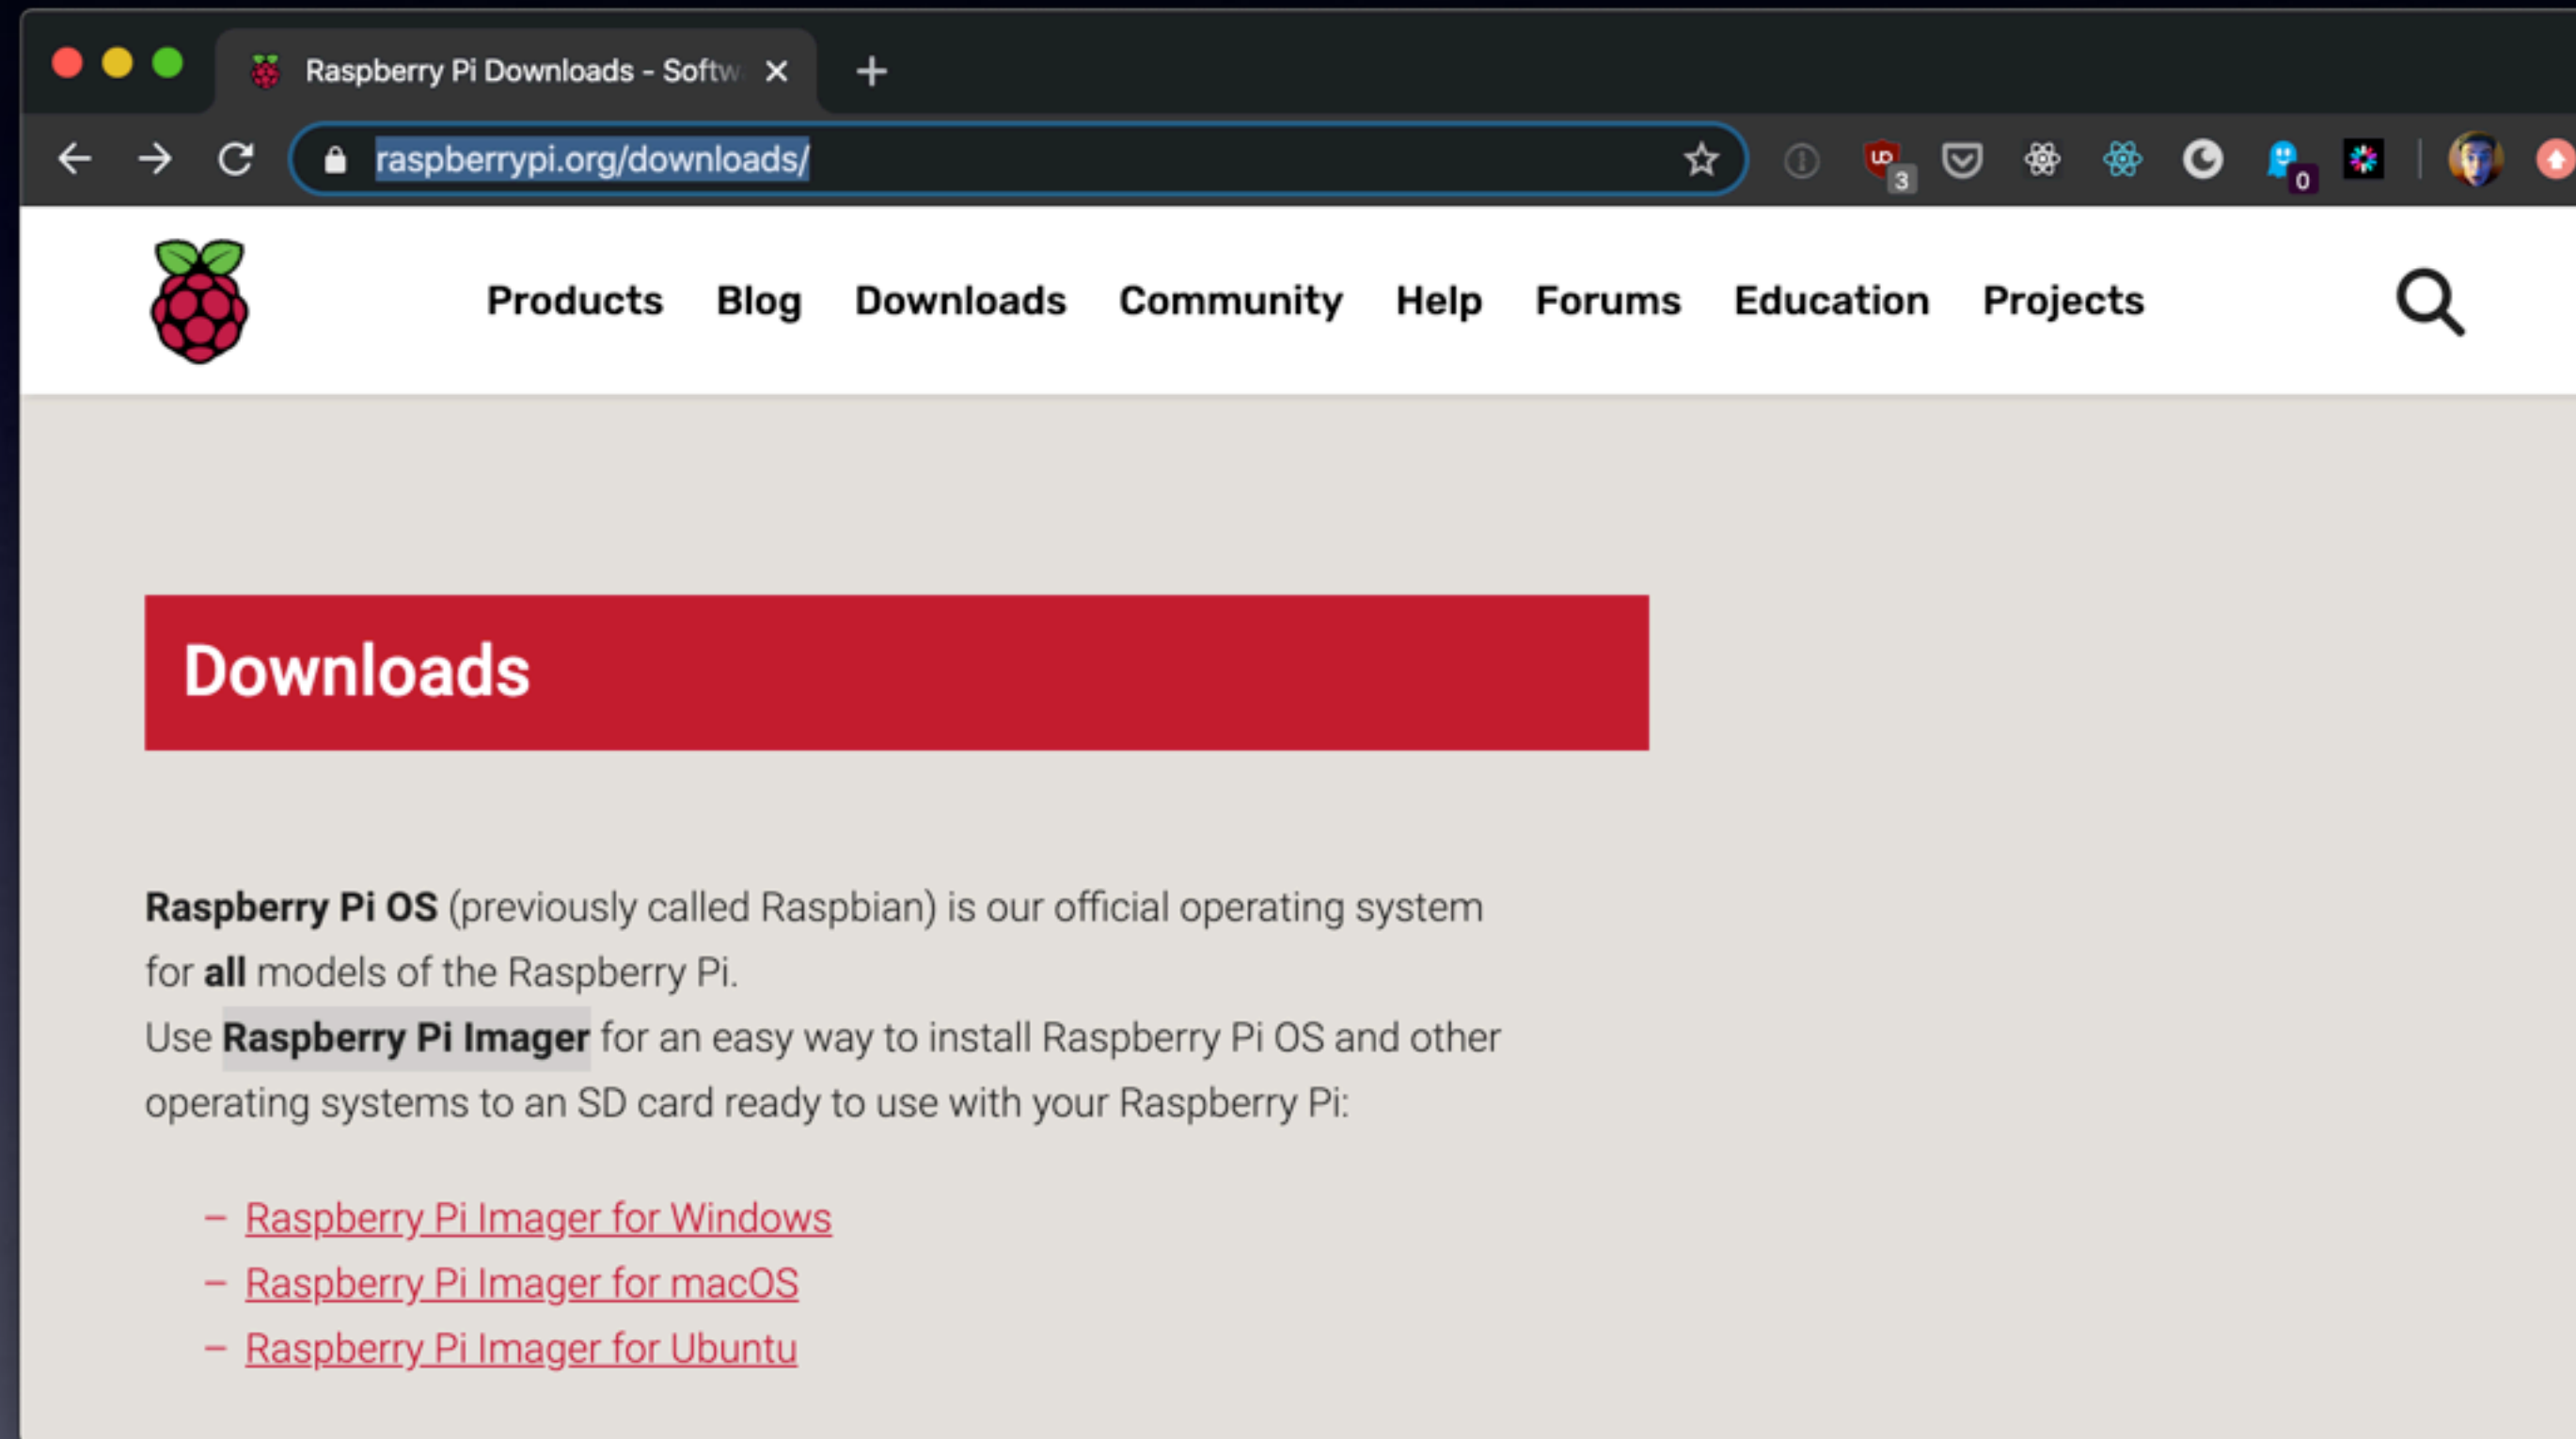 Raspberry Pi Downloads - Softw
raspberrypi.org/downloads/
3
0
Products Blog Downloads Community Help Forums Education Projects
Downloads
Raspberry Pi OS (previously called Raspbian) is our official operating system
for all models of the Raspberry Pi.
Use Raspberry Pi Imager for an easy way to install Raspberry Pi OS and other
operating systems to an SD card ready to use with your Raspberry Pi:
– Raspberry Pi Imager for Windows
– Raspberry Pi Imager for macOS
– Raspberry Pi Imager for Ubuntu